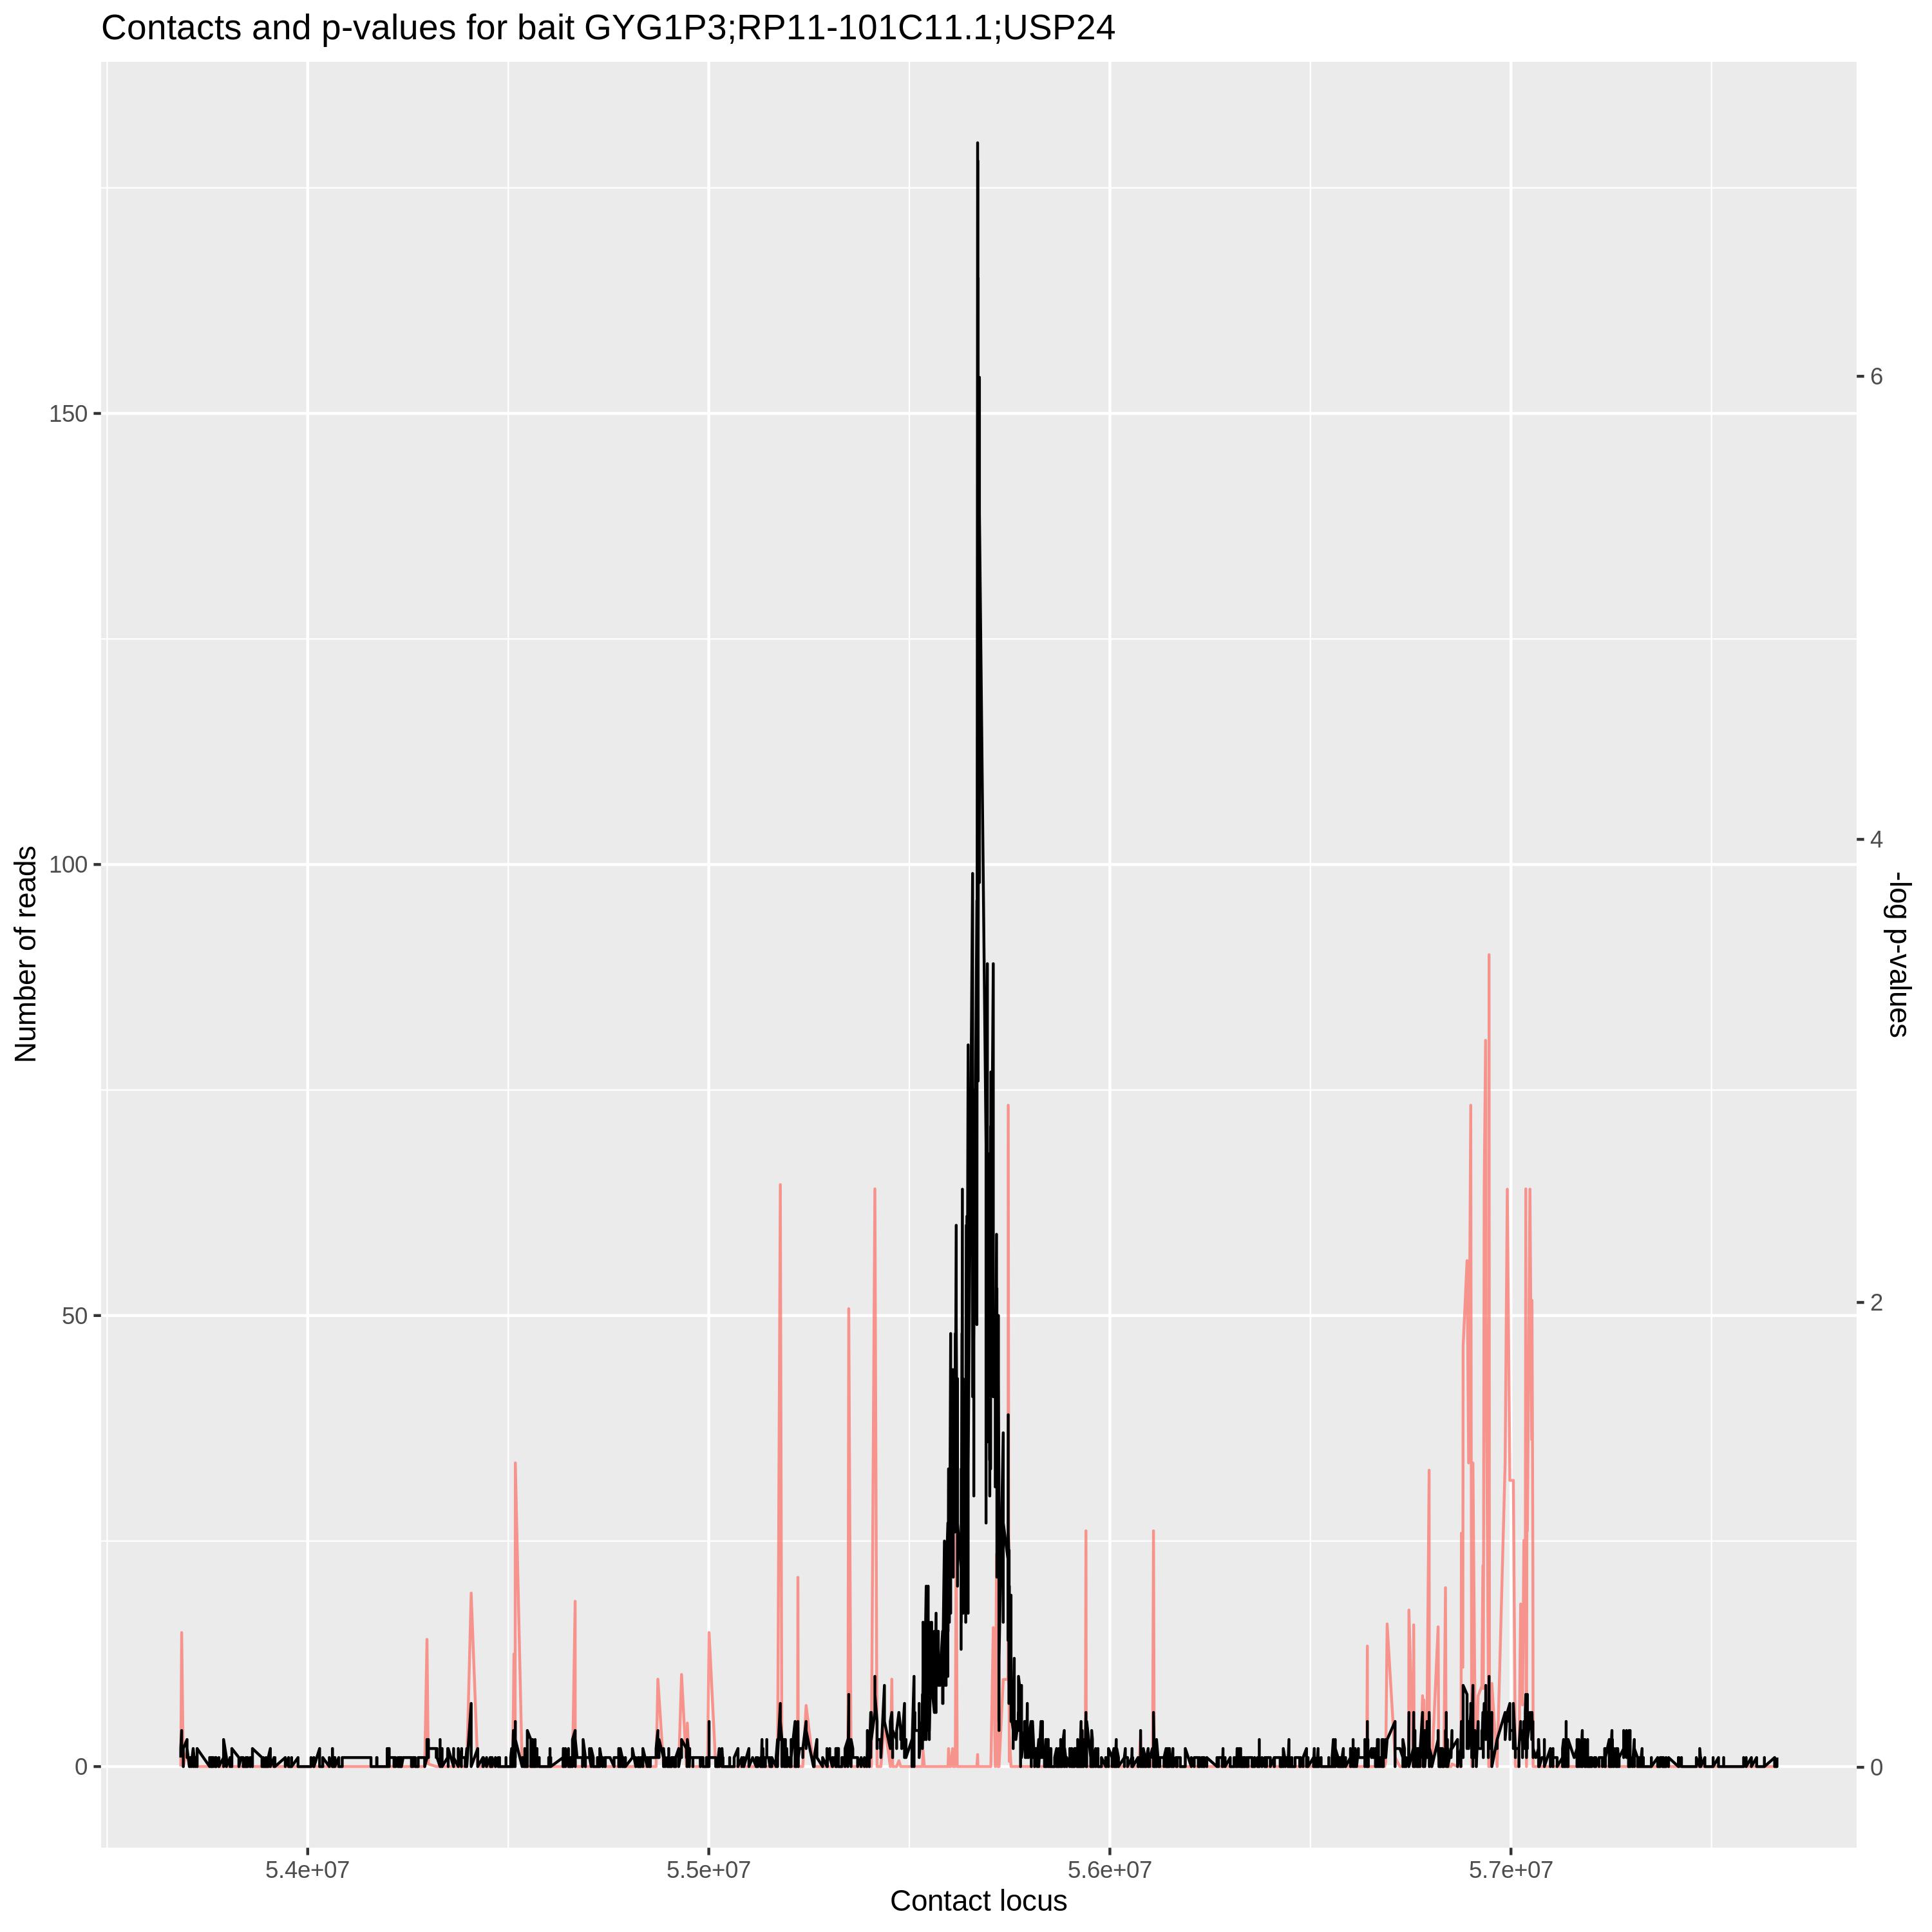 Contacts and p-values for bait GYG1P3;RP11-101C11.1;USP24
Number of reads
150
100
50
0
6
4
2
0
-log p-values
5.4e+07
5.5e+07
5.6e+07
5.7e+07
Contact locus